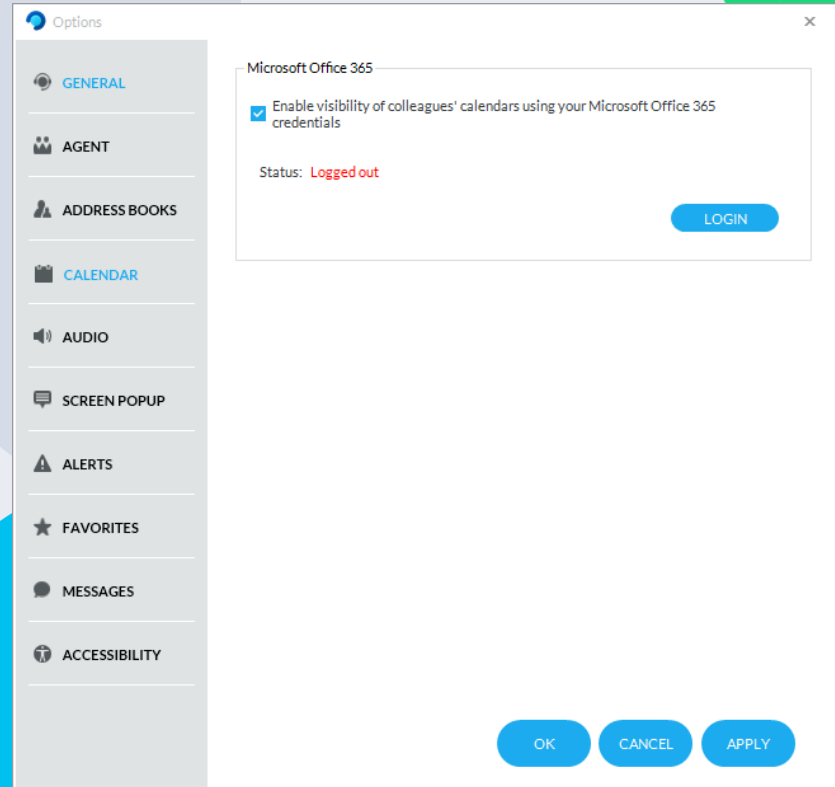 Options
GENERAL
AGENT
ADDRESS BOOKS
CALENDAR
AUDIO
SCREEN POPUP
ALERTS
FAVORITES
MESSAGES
ACCESSIBILITY
Microsoft Office 365
Enable visibility of colleagues' calendars using your Microsoft Office 365
credentials
Status: Logged out
LOGIN
OK
CANCEL
APPLY